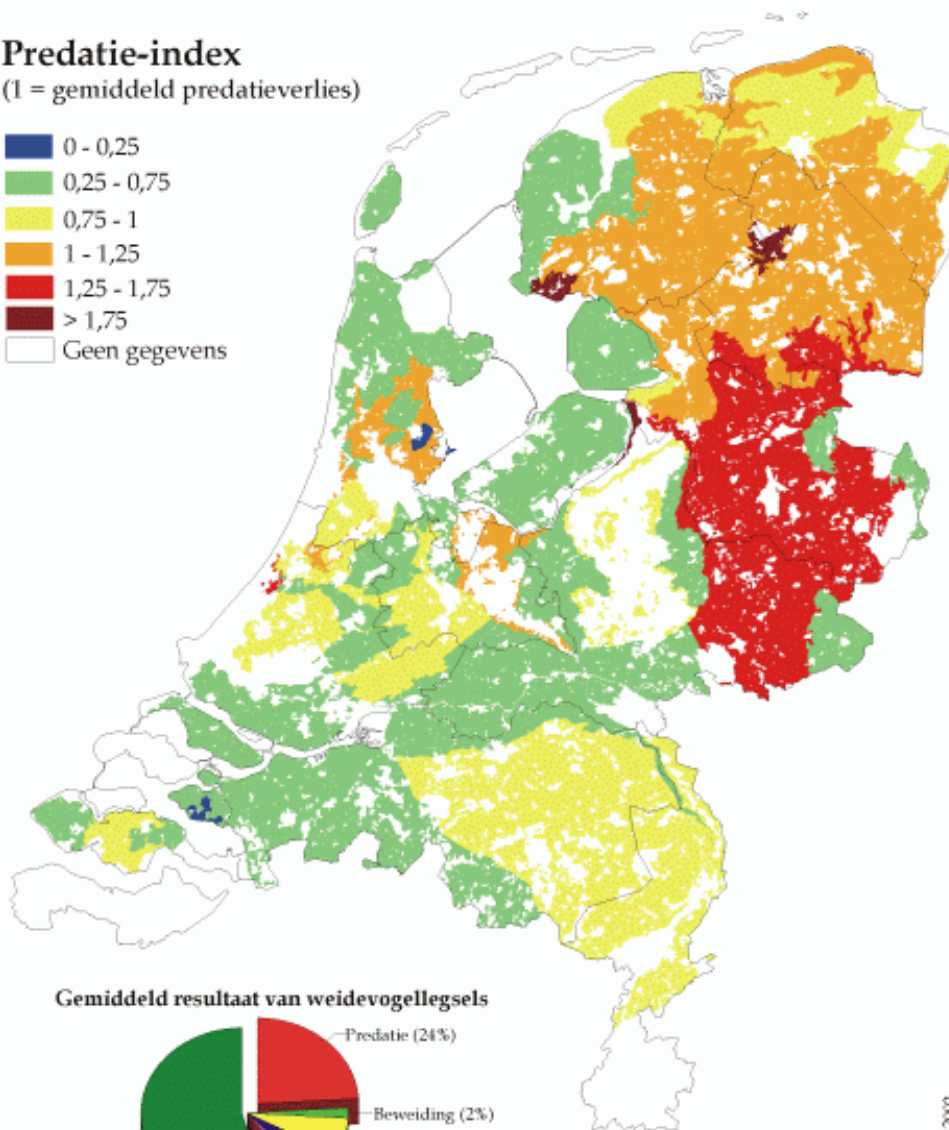 Predatie-index
(1 = gemiddeld predatieverlies)
0 - 0,25
0,25 - 0,75
0,75 - 1
1 - 1,25
1,25 - 1,75
> 1,75
Geen gegevens
Gemiddeld resultaat van weidevogellegsels
Predatie (24%)
Beweiding (2%)